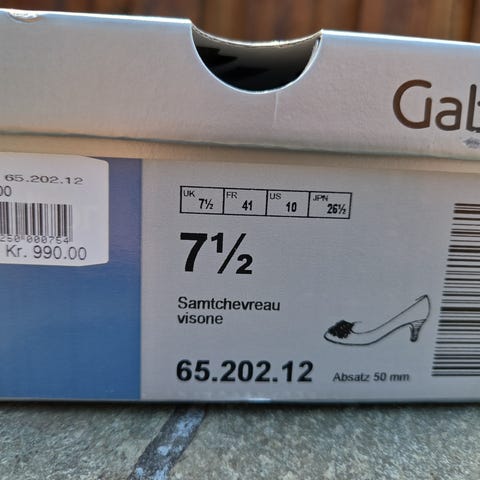 Gab
65.202.12
00
Kr. 990.00
UK 7½ FR 41 US 10 JPN 26½
7½
Samtchevreau
visone
65.202.12 Absatz 50 mm